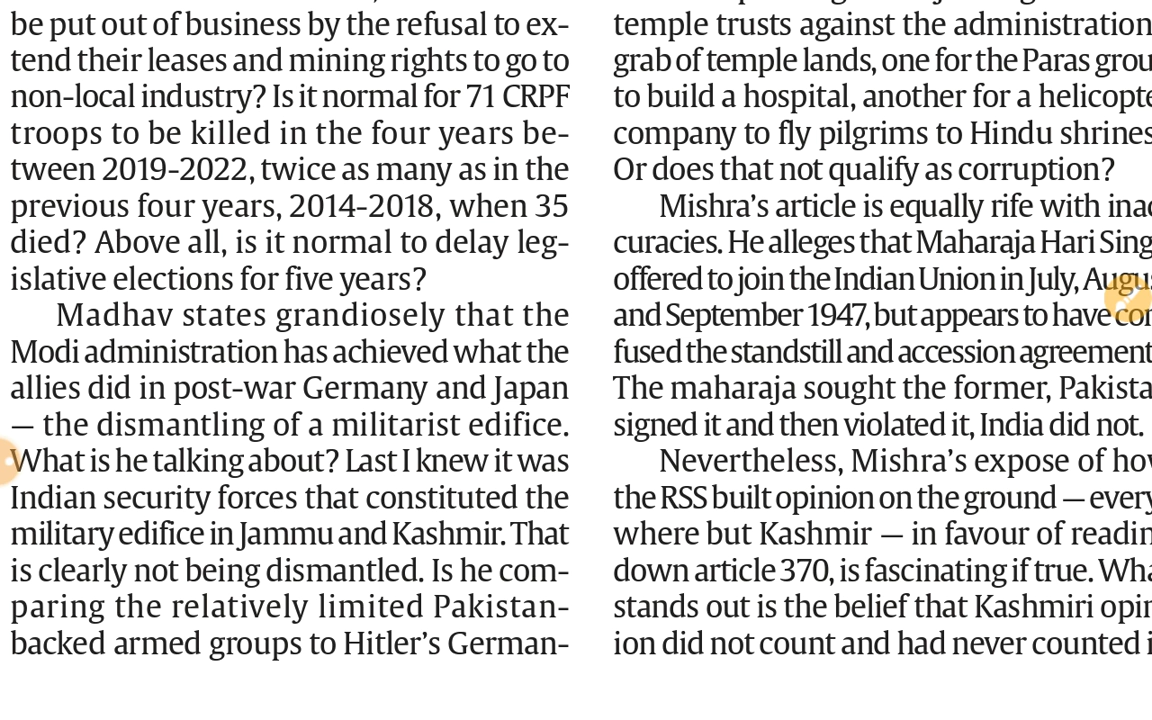 be put out of business by the refusal to ex-
tend their leases and mining rights to go to
non-local industry? Is it normal for 71 CRPF
troops to be killed in the four years be-
tween 2019-2022, twice as many as in the
previous four years, 2014-2018, when 35
died? Above all, is it normal to delay leg-
islative elections for five years?
Madhav states grandiosely that the
Modi administration has achieved what the
allies did in post-war Germany and Japan
— the dismantling of a militarist edifice.
What is he talking about? Last I knew it was
Indian security forces that constituted the
military edifice in Jammu and Kashmir. That
is clearly not being dismantled. Is he com-
paring the relatively limited Pakistan-
backed armed groups to Hitler's German-
temple trusts against the administration
grab of temple lands, one for the Paras grou
to build a hospital, another for a helicopte
company to fly pilgrims to Hindu shrines
Or does that not qualify as corruption?
Mishra's article is equally rife with inac
curacies. He alleges that Maharaja Hari Sing
offered to join the Indian Union in July, Augus
and September 1947, but appears to have con
fused the standstill and accession agreement
The maharaja sought the former, Pakista
signed it and then violated it, India did not.
Nevertheless, Mishra's expose of how
the RSS built opinion on the ground — every
where but Kashmir — in favour of readin
down article 370, is fascinating if true. Wha
stands out is the belief that Kashmiri opin
ion did not count and had never counted i